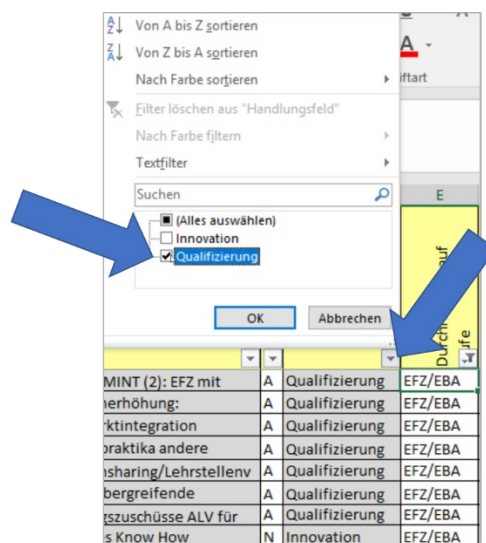 Von A bis Z sortieren
Von Z bis A sortieren
Nach Farbe sortieren
Filter löschen aus "Handlungsfeld"
Nach Farbe filtern
Textfilter
Suchen
(Alles auswählen)
Innovation
Qualifizierung
OK Abbrechen
A
iftart
E
MINT (2): EFZ mit A Qualifizierung EFZ/EBA
nerhöhung: A Qualifizierung EFZ/EBA
rktintegration A Qualifizierung EFZ/EBA
praktika andere A Qualifizierung EFZ/EBA
nsharing/Lehrstellenv A Qualifizierung EFZ/EBA
bergreifende A Qualifizierung EFZ/EBA
gszuschüsse ALV für A Qualifizierung EFZ/EBA
s Know How N Innovation EFZ/EBA